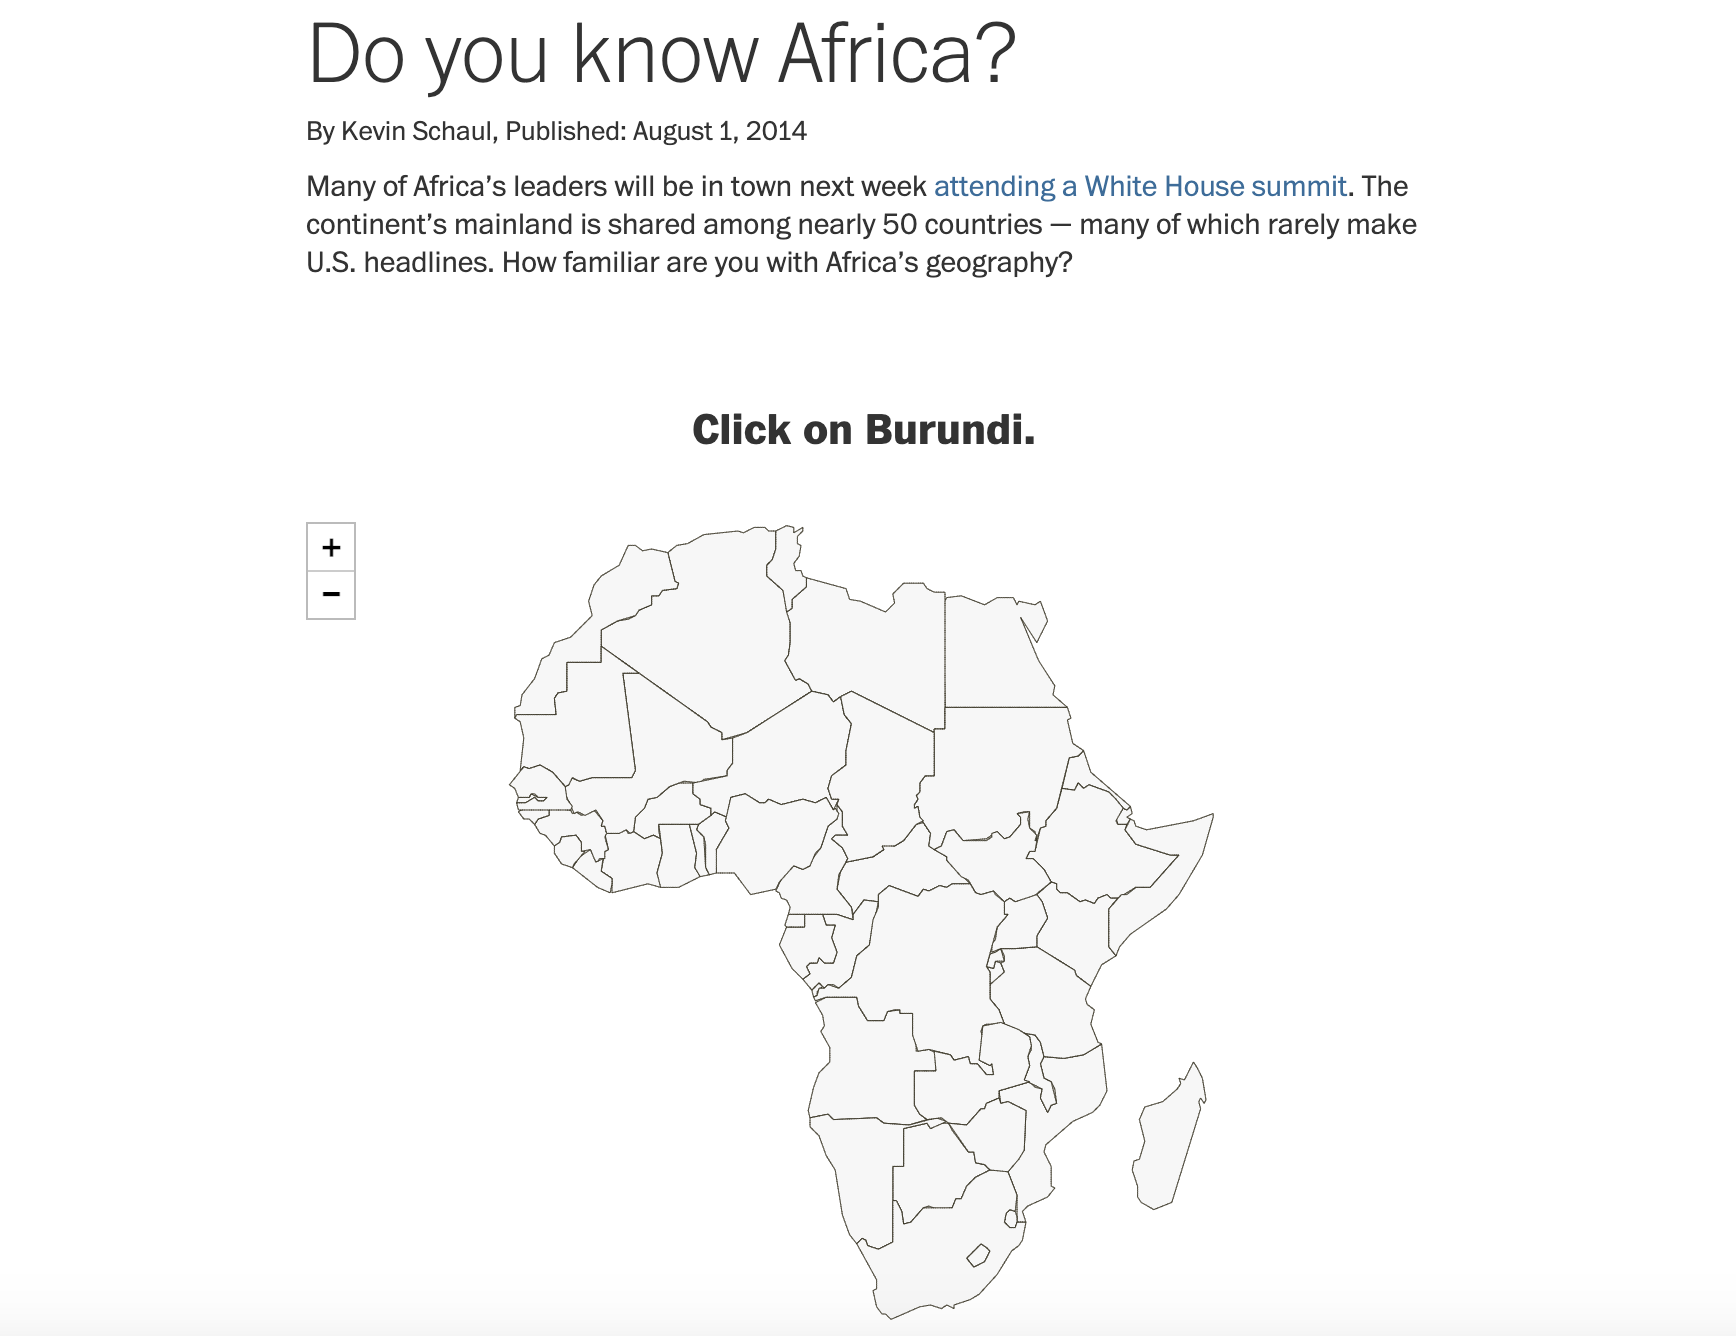 Do you know Africa?
By Kevin Schaul, Published: August 1, 2014
Many of Africa’s leaders will be in town next week attending a White House summit. The
continent’s mainland is shared among nearly 50 countries — many of which rarely make
U.S. headlines. How familiar are you with Africa’s geography?
Click on Burundi.
+
−